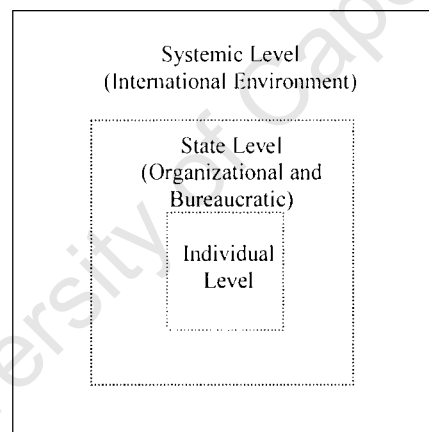 Systemic Level
(International Environment)
State Level
(Organizational and
Bureaucratic)
Individual
Level